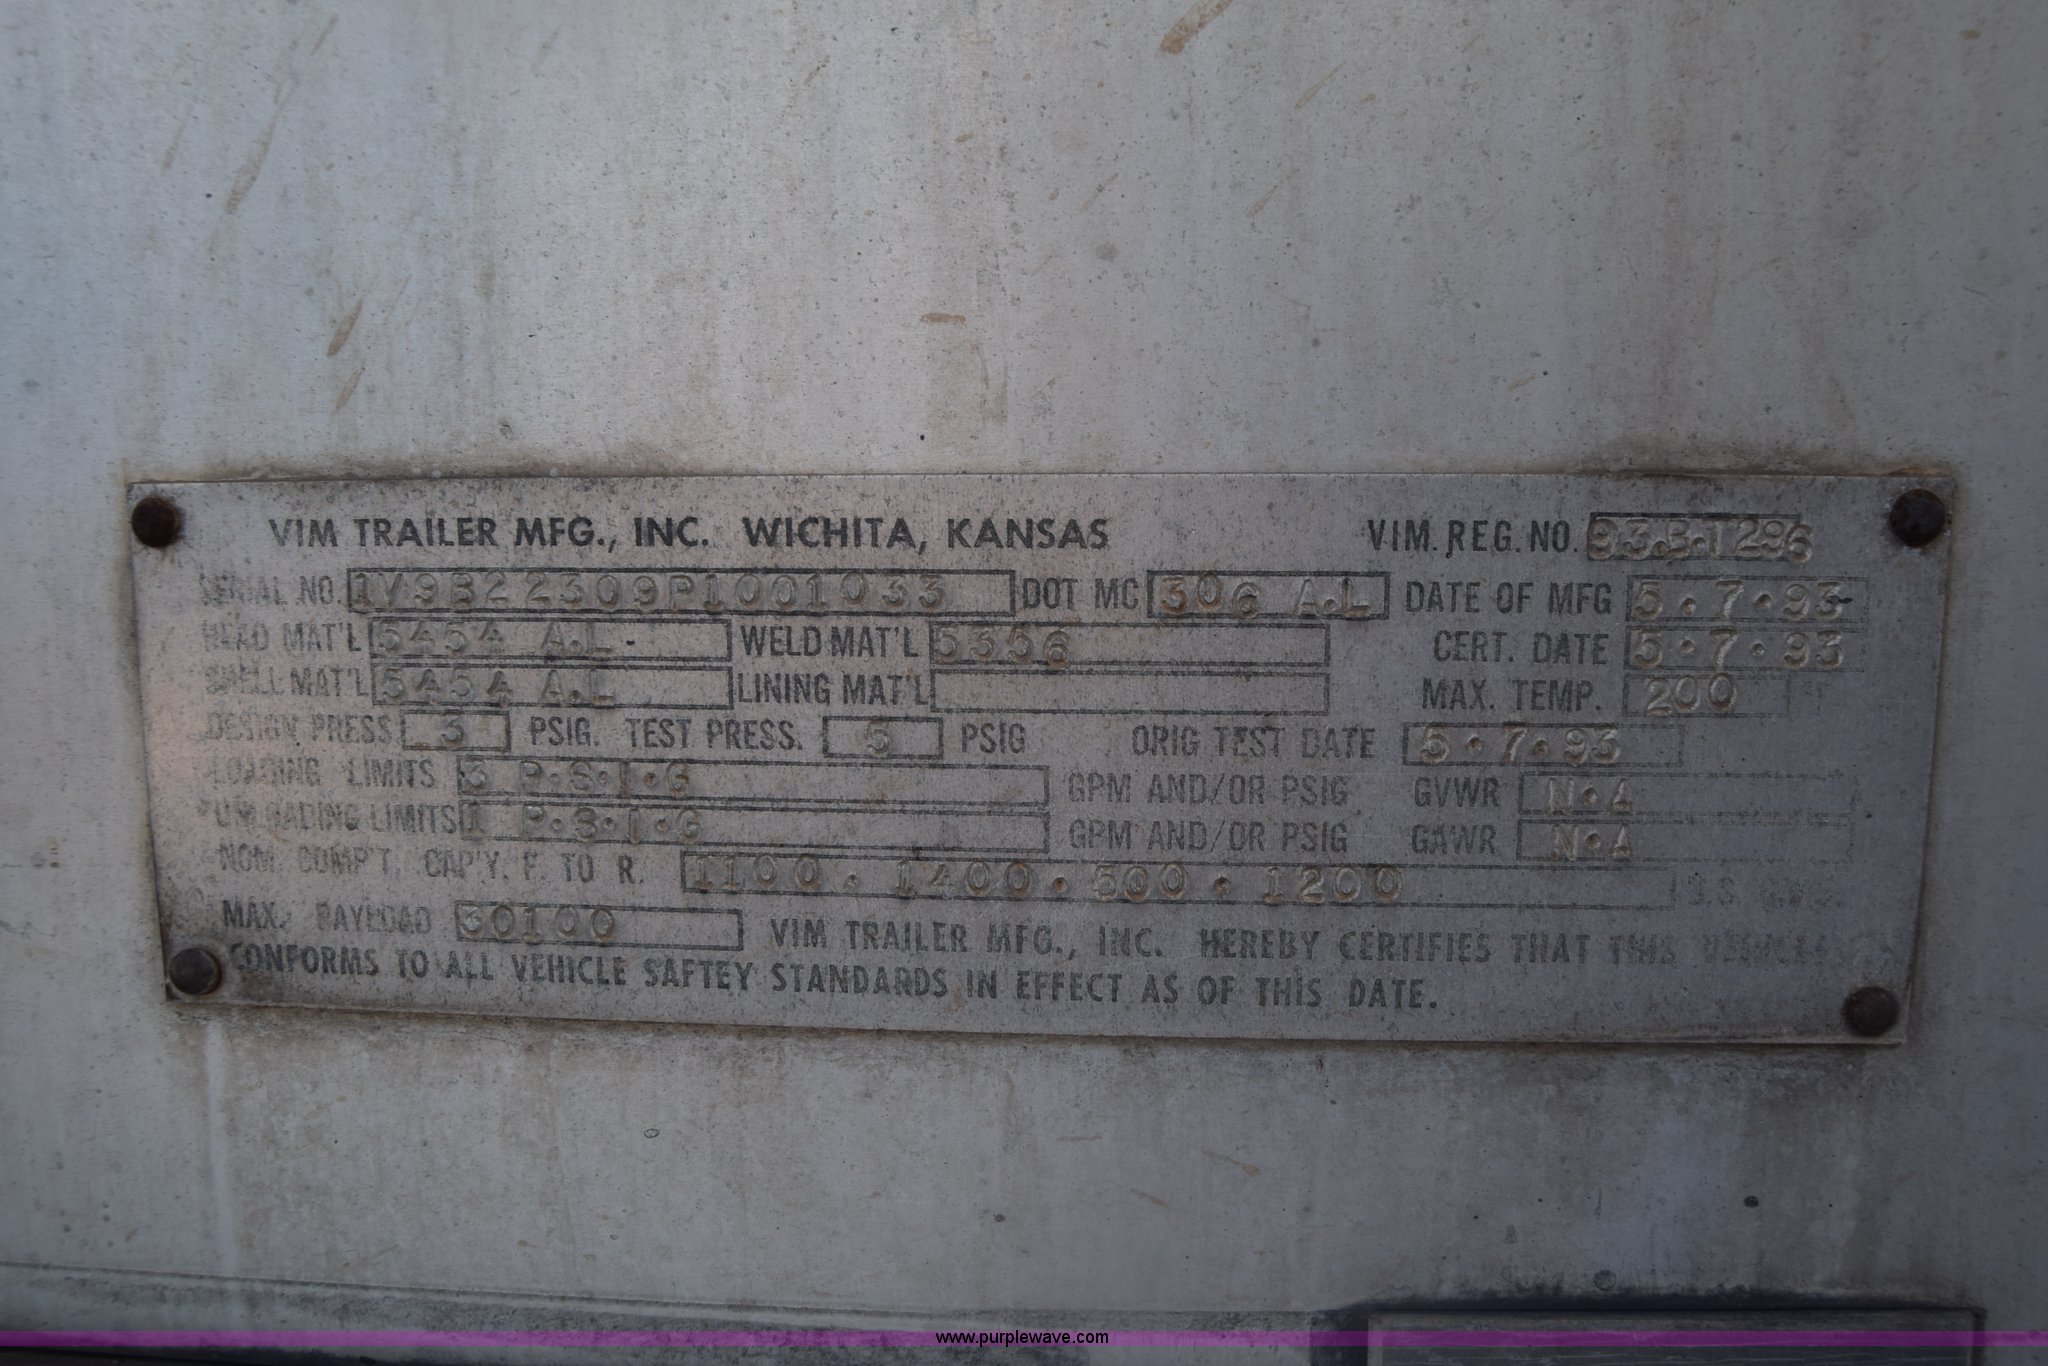 VIM TRAILER MFG., INC. WICHITA, KANSAS VIM. REG. NO. 93.B.T296
SERIAL NO. 1V9B22309P1001033 DOT MC 306 A.L DATE OF MFG 5.7.93
HEAD MAT'L 5454 A.L. WELD MAT'L 5356 CERT. DATE 5.7.93
SHELL MAT'L 5454 A.L LINING MAT'L MAX. TEMP. 200 °F
DESIGN PRESS 3 PSIG. TEST PRESS. 5 PSIG ORIG TEST DATE 5.7.93
LOADING LIMITS 3 P.S.I.G GPM AND/OR PSIG GVWR N.A
UNLOADING LIMITS 1 P.S.I.G GPM AND/OR PSIG GAWR N.A
NOM. COMP'T. CAP'Y. F. TO R. 1100.1400.500.1200
MAX. PAYLOAD 30100 VIM TRAILER MFG., INC. HEREBY CERTIFIES THAT THIS VEHICLE
CONFORMS TO ALL VEHICLE SAFTEY STANDARDS IN EFFECT AS OF THIS DATE.
www.purplewave.com